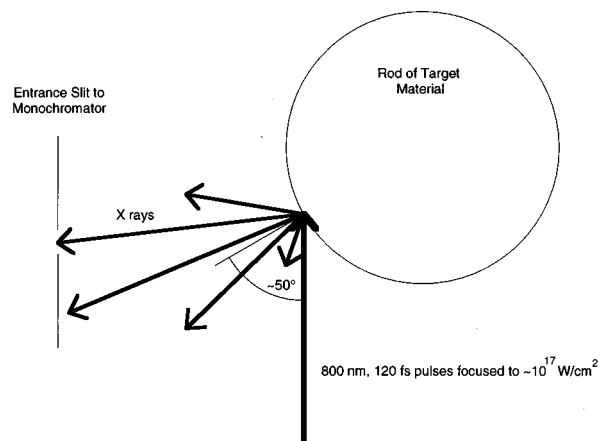 Rod of Target
Material
Entrance Slit to
Monochromator
X rays
~50°
800 nm, 120 fs pulses focused to ~10^17 W/cm^2